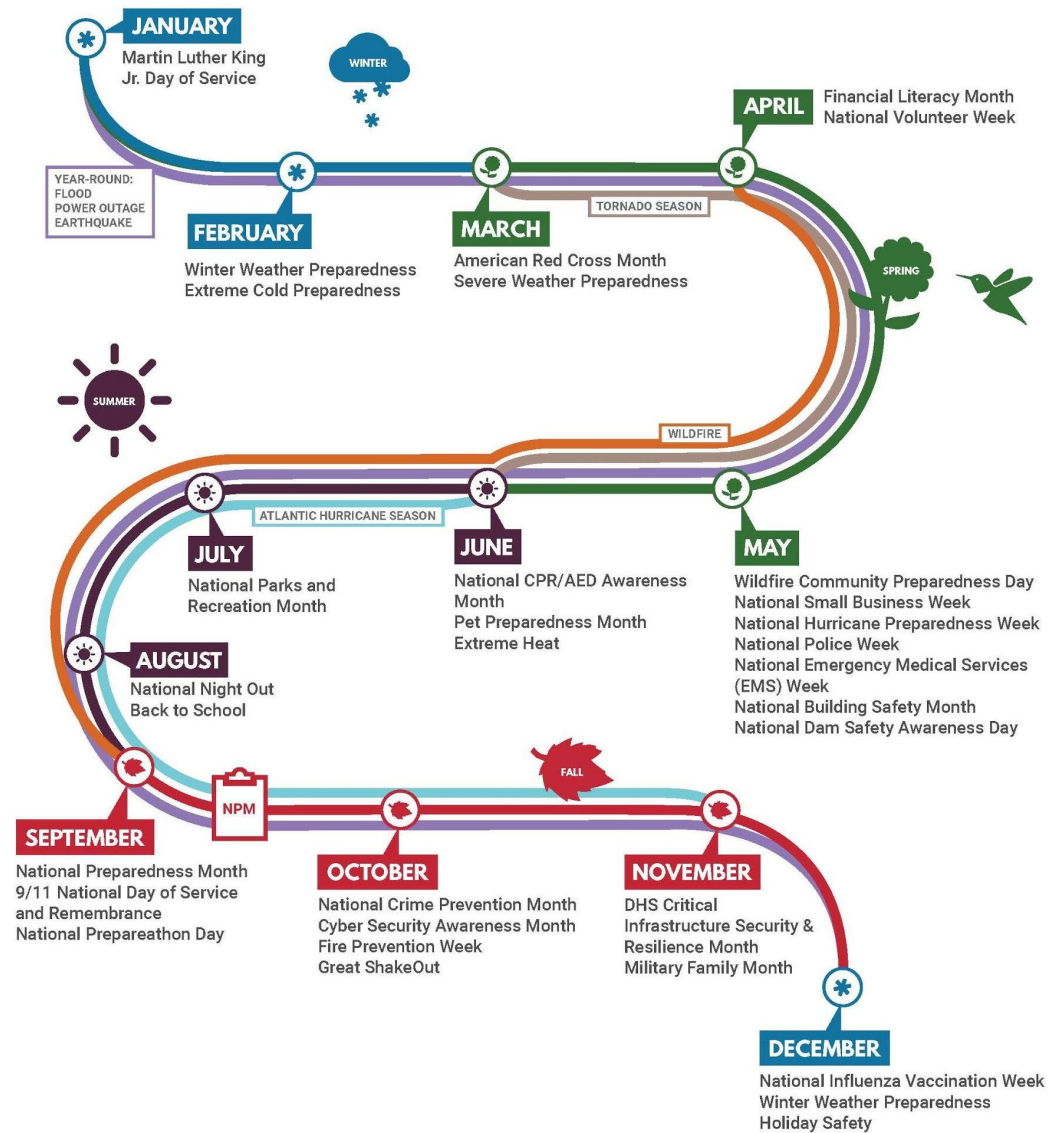 JANUARY
Martin Luther King
Jr. Day of Service
WINTER
APRIL
Financial Literacy Month
National Volunteer Week
YEAR-ROUND:
FLOOD
POWER OUTAGE
EARTHQUAKE
FEBRUARY
Winter Weather Preparedness
Extreme Cold Preparedness
TORNADO SEASON
MARCH
American Red Cross Month
Severe Weather Preparedness
SPRING
SUMMER
WILDFIRE
ATLANTIC HURRICANE SEASON
JULY
National Parks and
Recreation Month
JUNE
National CPR/AED Awareness
Month
Pet Preparedness Month
Extreme Heat
MAY
Wildfire Community Preparedness Day
National Small Business Week
National Hurricane Preparedness Week
National Police Week
National Emergency Medical Services
(EMS) Week
National Building Safety Month
National Dam Safety Awareness Day
AUGUST
National Night Out
Back to School
FALL
NPM
SEPTEMBER
National Preparedness Month
9/11 National Day of Service
and Remembrance
National Prepareathon Day
OCTOBER
National Crime Prevention Month
Cyber Security Awareness Month
Fire Prevention Week
Great ShakeOut
NOVEMBER
DHS Critical
Infrastructure Security &
Resilience Month
Military Family Month
DECEMBER
National Influenza Vaccination Week
Winter Weather Preparedness
Holiday Safety